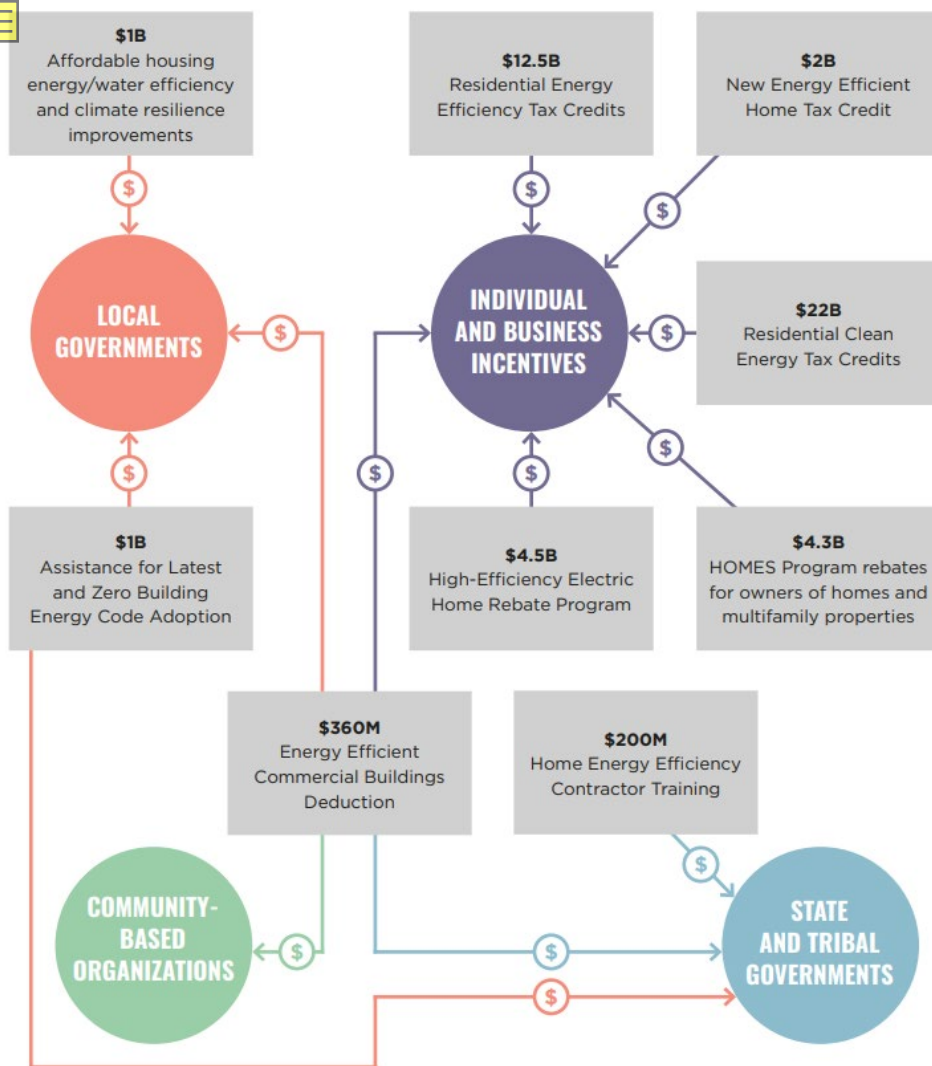 $1B
Affordable housing
energy/water efficiency
and climate resilience
improvements
$12.5B
Residential Energy
Efficiency Tax Credits
$2B
New Energy Efficient
Home Tax Credit
$
$
$
LOCAL
GOVERNMENTS
$
INDIVIDUAL
AND BUSINESS
INCENTIVES
$
$22B
Residential Clean
Energy Tax Credits
$
$
$
$
$1B
Assistance for Latest
and Zero Building
Energy Code Adoption
$4.5B
High-Efficiency Electric
Home Rebate Program
$4.3B
HOMES Program rebates
for owners of homes and
multifamily properties
$360M
Energy Efficient
Commercial Buildings
Deduction
$200M
Home Energy Efficiency
Contractor Training
$
COMMUNITY-
BASED
ORGANIZATIONS
$
$
STATE
AND TRIBAL
GOVERNMENTS
$